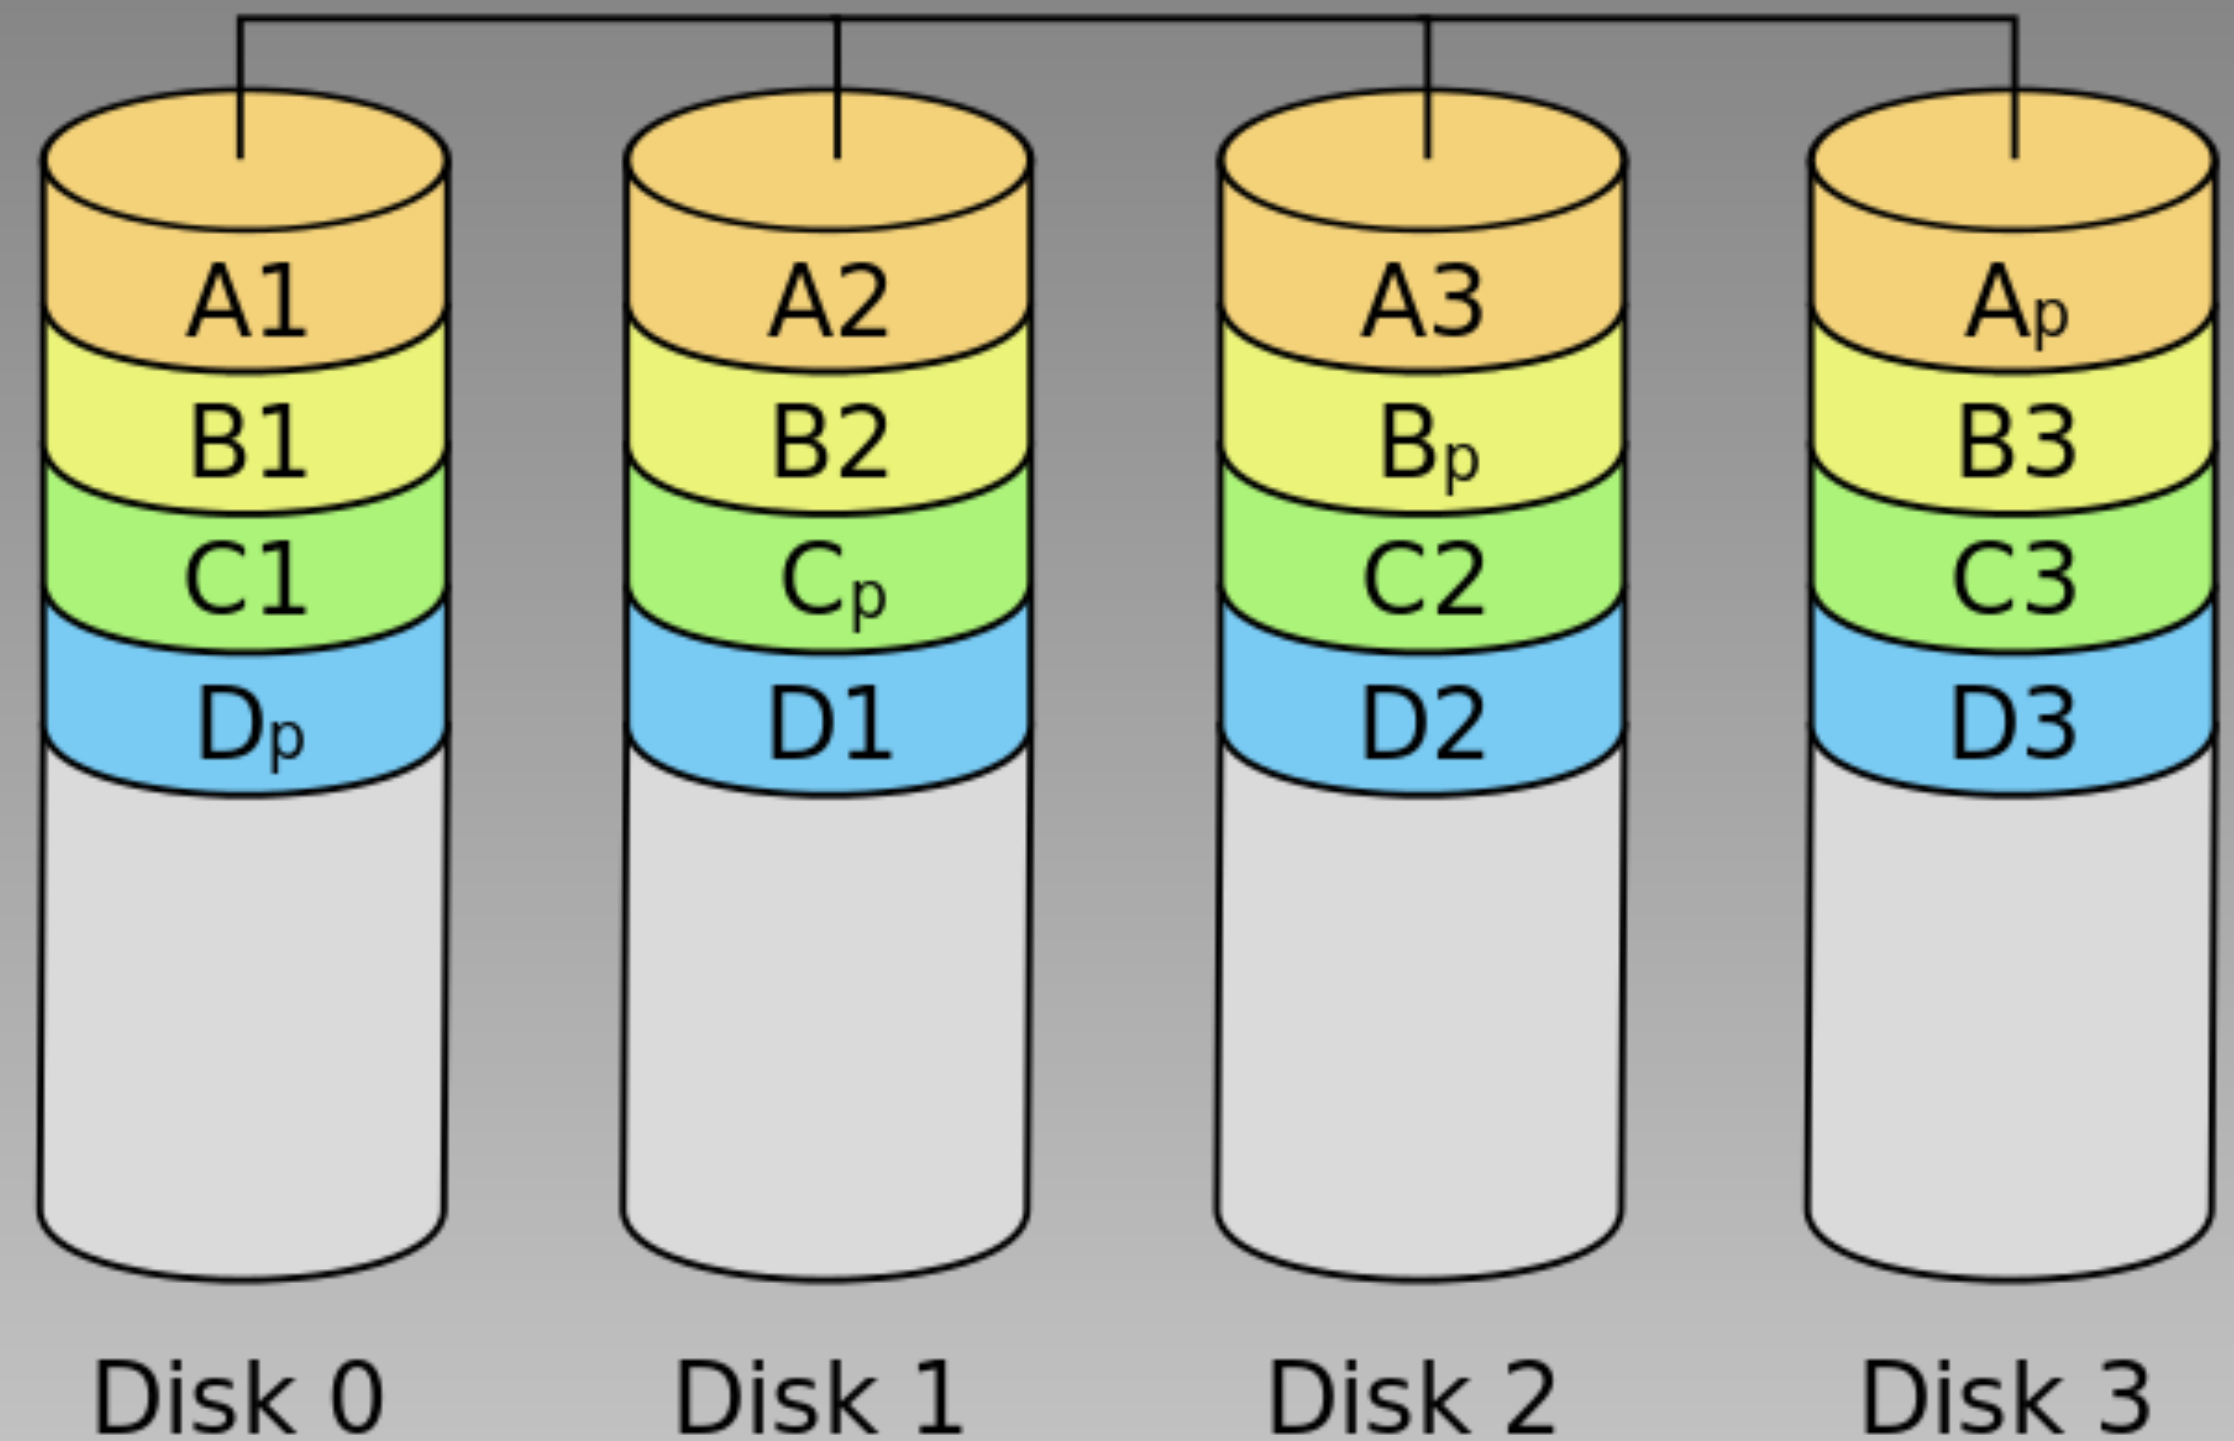 A1 A2 A3 Ap
B1 B2 Bp B3
C1 Cp C2 C3
Dp D1 D2 D3
Disk 0 Disk 1 Disk 2 Disk 3